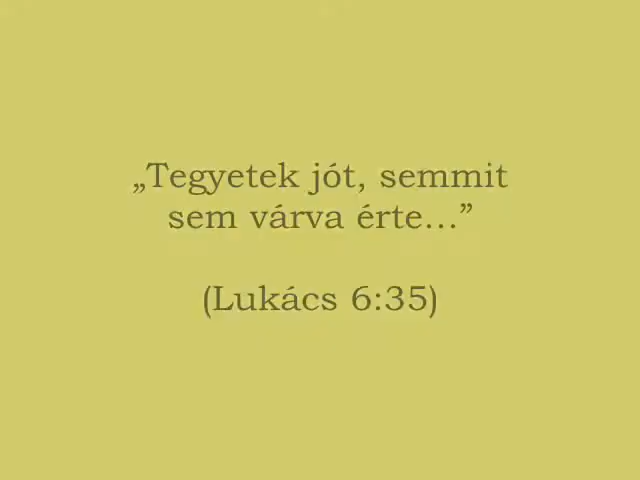 „Tegyetek jót, semmit
sem várva érte...”
(Lukács 6:35)